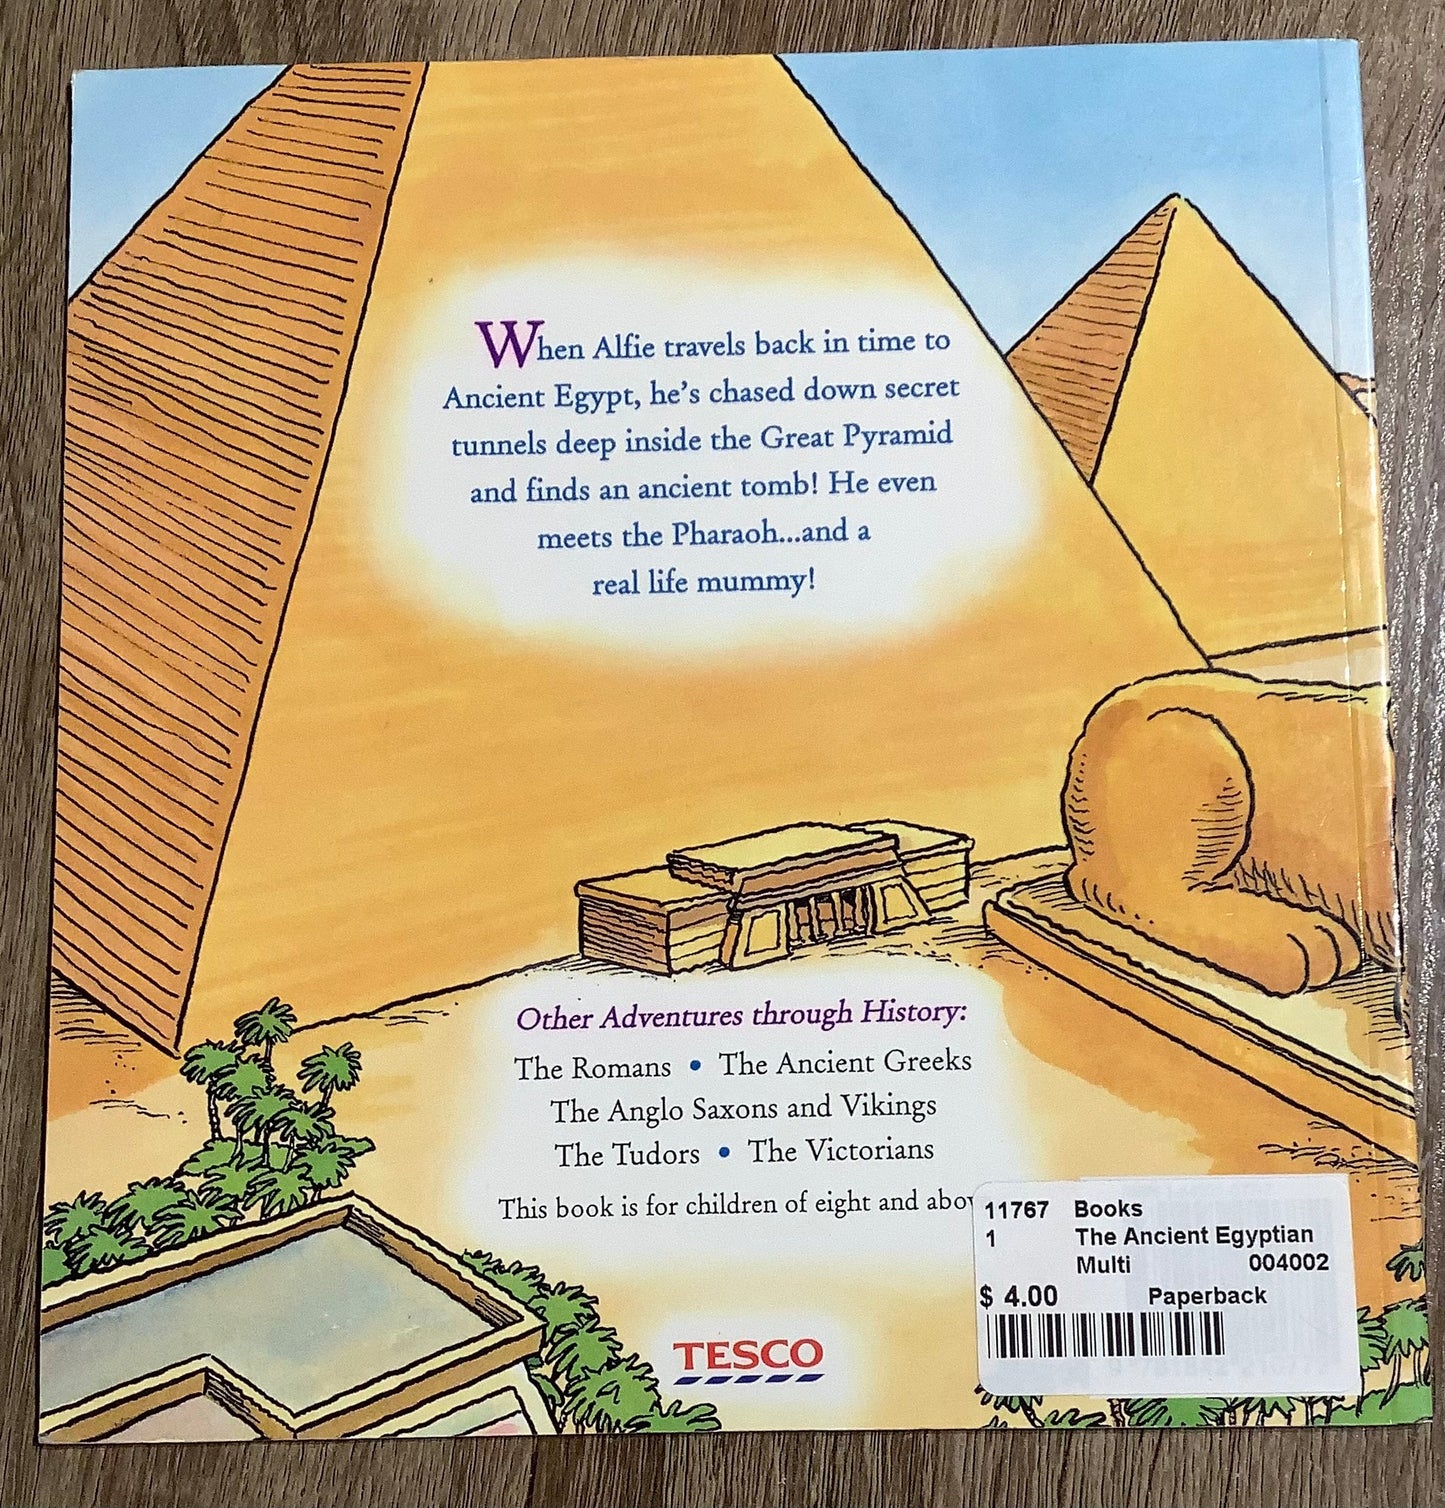 When Alfie travels back in time to
Ancient Egypt, he's chased down secret
tunnels deep inside the Great Pyramid
and finds an ancient tomb! He even
meets the Pharaoh...and a
real life mummy!
Other Adventures through History:
The Romans • The Ancient Greeks
The Anglo Saxons and Vikings
The Tudors • The Victorians
This book is for children of eight and abov
11767 Books
1 The Ancient Egyptian
Multi 004002
$ 4.00 Paperback
TESCO